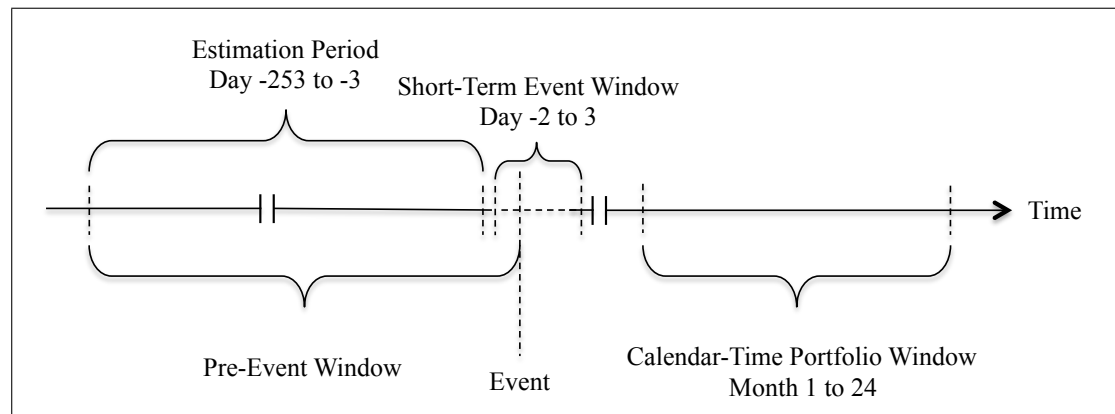 Estimation Period
Day -253 to -3
Short-Term Event Window
Day -2 to 3
Time
Pre-Event Window
Event
Calendar-Time Portfolio Window
Month 1 to 24